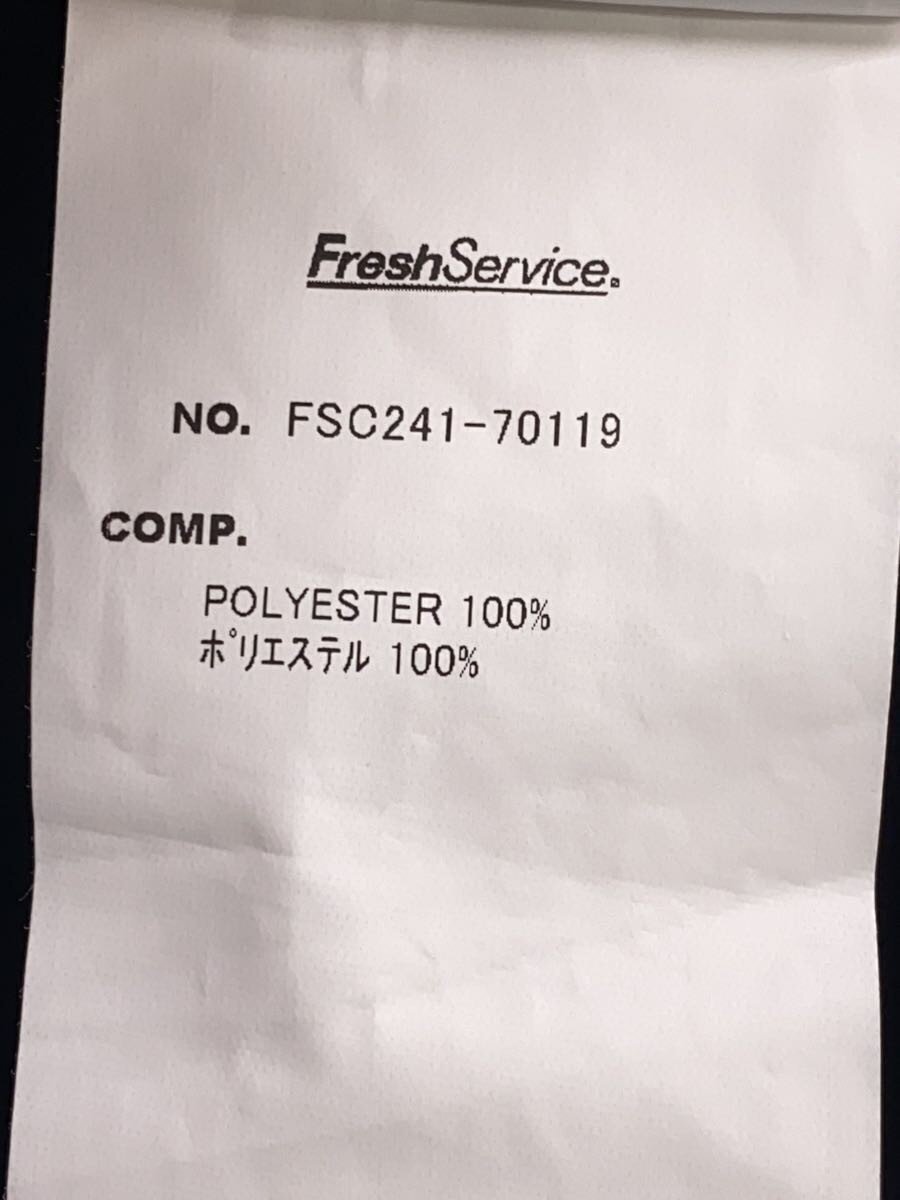 FreshService.
NO. FSC241-70119
COMP.
POLYESTER 100%
ポリエステル 100%